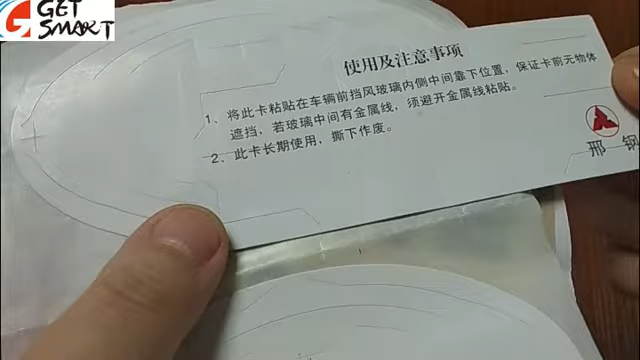 GET
SMART
使用及注意事项
1、将此卡粘贴在车辆前挡风玻璃内侧中间靠下位置,保证卡前无物体
遮挡,若玻璃中间有金属线,须避开金属线粘贴。
2、此卡长期使用,撕下作废。
邢钢